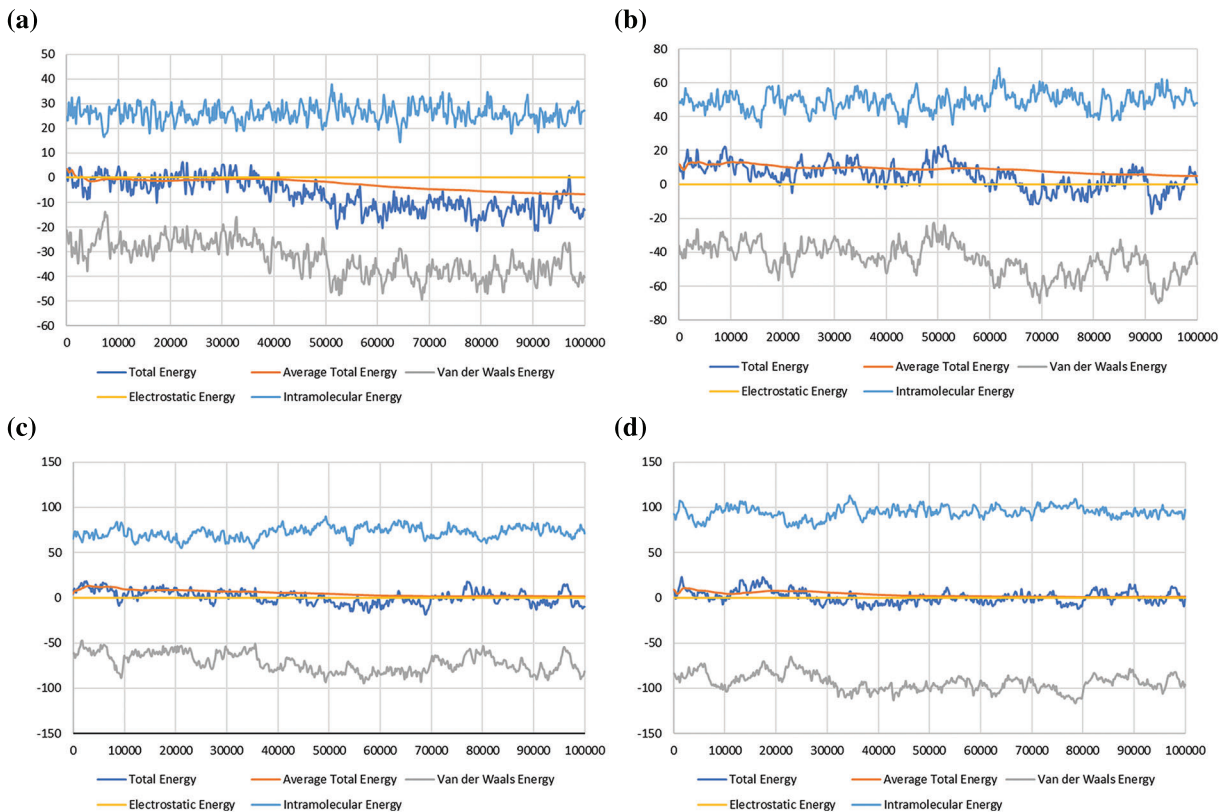 (a)
50
40
30
20
10
0
-10
-20
-30
-40
-50
-60
0 10000 20000 30000 40000 50000 60000 70000 80000 90000 100000
Total Energy Average Total Energy Van der Waals Energy
Electrostatic Energy Intramolecular Energy
(b)
80
60
40
20
0
-20
-40
-60
-80
0 10000 20000 30000 40000 50000 60000 70000 80000 90000 100000
Total Energy Average Total Energy Van der Waals Energy
Electrostatic Energy Intramolecular Energy
(c)
150
100
50
0
-50
-100
-150
0 10000 20000 30000 40000 50000 60000 70000 80000 90000 100000
Total Energy Average Total Energy Van der Waals Energy
Electrostatic Energy Intramolecular Energy
(d)
150
100
50
0
-50
-100
-150
0 10000 20000 30000 40000 50000 60000 70000 80000 90000 100000
Total Energy Average Total Energy Van der Waals Energy
Electrostatic Energy Intramolecular Energy